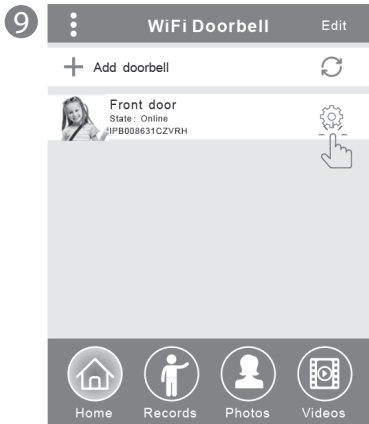 9
WiFi Doorbell Edit
Add doorbell
Front door
State: Online
IPB008631CZVRH
Home Records Photos Videos